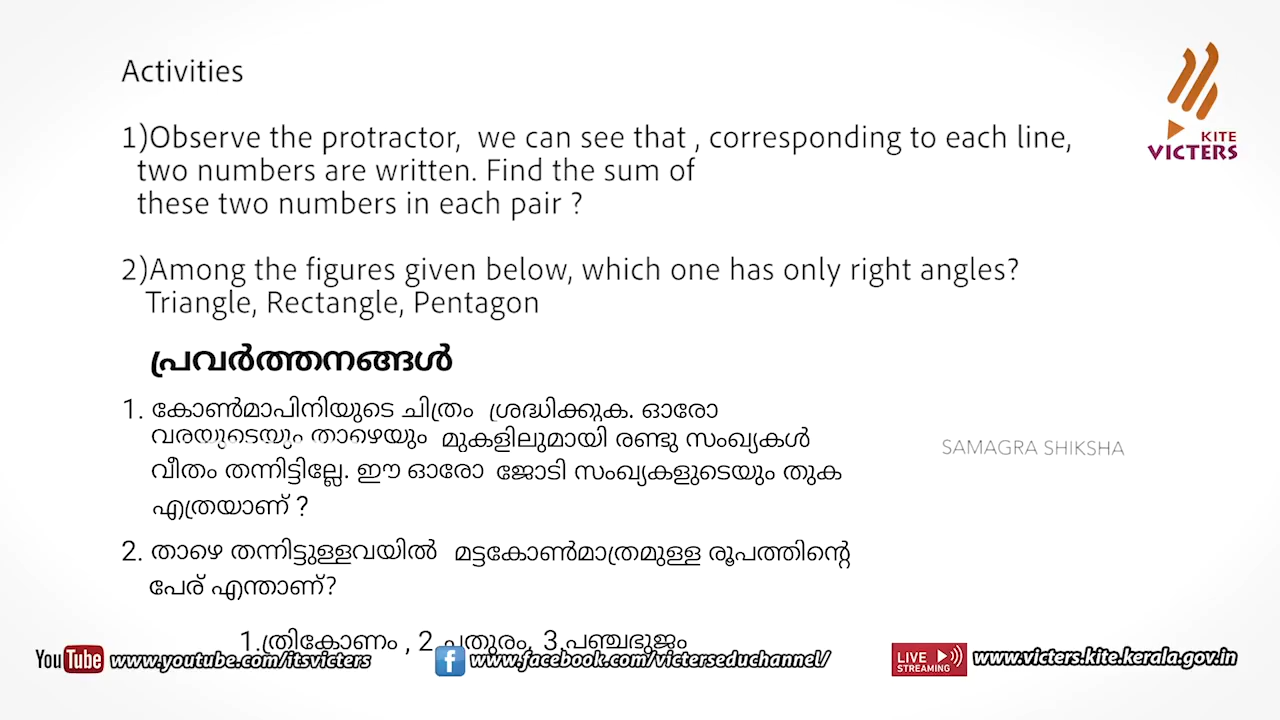 Activities
1)Observe the protractor, we can see that , corresponding to each line,
two numbers are written. Find the sum of
these two numbers in each pair ?
2)Among the figures given below, which one has only right angles?
Triangle, Rectangle, Pentagon
പ്രവർത്തനങ്ങൾ
1. കോൺമാപിനിയുടെ ചിത്രം ശ്രദ്ധിക്കുക. ഓരോ
വരയുടെയും താഴെയും മുകളിലുമായി രണ്ടു സംഖ്യകൾ
വീതം തന്നിട്ടില്ലേ. ഈ ഓരോ ജോടി സംഖ്യകളുടെയും തുക
എത്രയാണ് ?
2. താഴെ തന്നിട്ടുള്ളവയിൽ മട്ടകോൺമാത്രമുള്ള രൂപത്തിന്റെ
പേര് എന്താണ്?
1.ത്രികോണം , 2.ചതുരം, 3.പഞ്ചഭുജം
KITE
VICTERS
SAMAGRA SHIKSHA
YouTube www.youtube.com/itsvicters
f www.facebook.com/victerseduchannel/
LIVE STREAMING www.victers.kite.kerala.gov.in